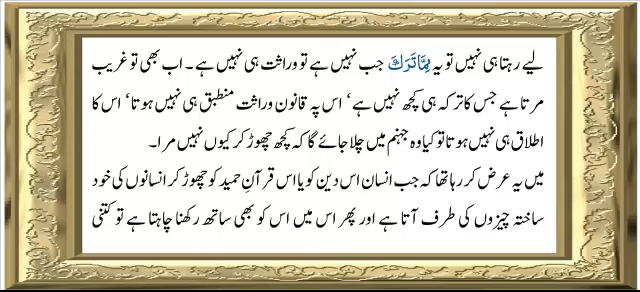 لیے رہتا ہی نہیں تو یہ مِمَّا تَرَكَ جب نہیں ہے تو وراثت ہی نہیں ہے ۔ اب بھی تو غریب
مرتا ہے جس کا ترکہ ہی کچھ نہیں ہے‘ اس پہ قانون وراثت منطبق ہی نہیں ہوتا‘ اس کا
اطلاق ہی نہیں ہوتا تو کیا وہ جہنم میں چلا جائے گا کہ کچھ چھوڑ کر کیوں نہیں مرا۔
میں یہ عرض کر رہا تھا کہ جب انسان اس دین کو یا اس قرآنِ حمید کو چھوڑ کر انسانوں کی خود
ساختہ چیزوں کی طرف آتا ہے اور پھر اس میں اس کو بھی ساتھ رکھنا چاہتا ہے تو کتنی